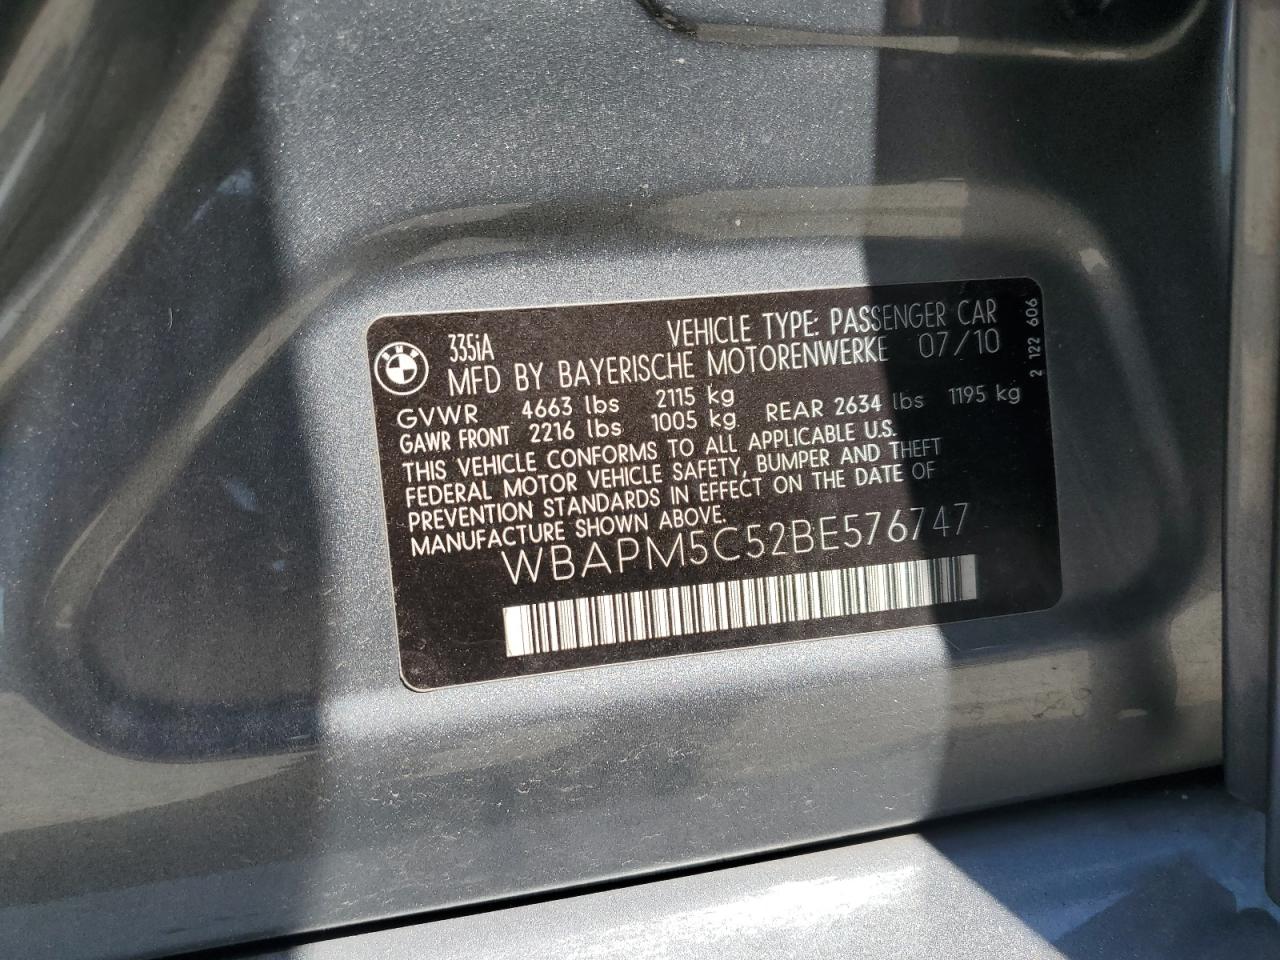 BMW
335iA
VEHICLE TYPE: PASSENGER CAR
MFD BY BAYERISCHE MOTORENWERKE 07/10
GVWR 4663 lbs 2115 kg
GAWR FRONT 2216 lbs 1005 kg REAR 2634 lbs 1195 kg
THIS VEHICLE CONFORMS TO ALL APPLICABLE U.S.
FEDERAL MOTOR VEHICLE SAFETY, BUMPER AND THEFT
PREVENTION STANDARDS IN EFFECT ON THE DATE OF
MANUFACTURE SHOWN ABOVE.
WBAPM5C52BE576747
2 122 606